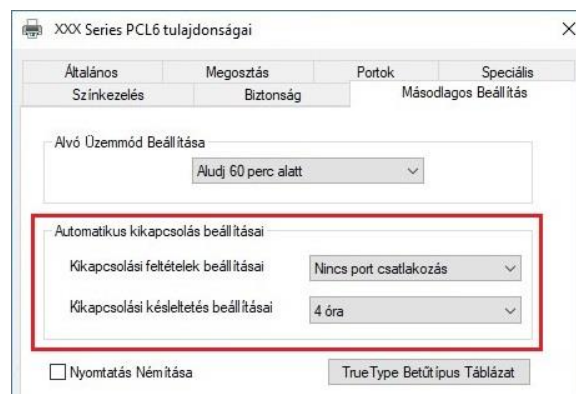 XXX Series PCL6 tulajdonságai
Általános Megosztás Portok Speciális
Színkezelés Biztonság Másodlagos Beállítás
Alvó Üzemmód Beállítása
Aludj 60 perc alatt
Automatikus kikapcsolás beállításai
Kikapcsolási feltételek beállításai Nincs port csatlakozás
Kikapcsolási késleltetés beállításai 4 óra
Nyomtatás Némítása TrueType Betűtípus Táblázat